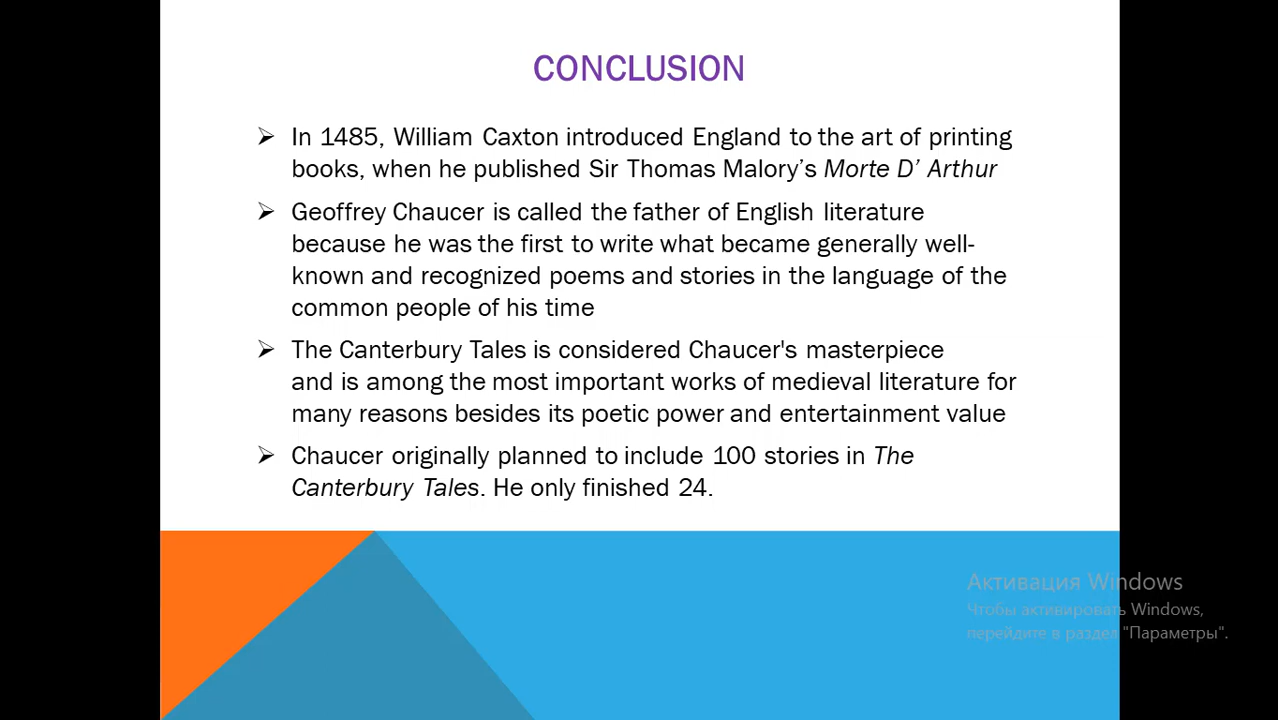 CONCLUSION
➢ In 1485, William Caxton introduced England to the art of printing
books, when he published Sir Thomas Malory’s Morte D’ Arthur
➢ Geoffrey Chaucer is called the father of English literature
because he was the first to write what became generally well-
known and recognized poems and stories in the language of the
common people of his time
➢ The Canterbury Tales is considered Chaucer's masterpiece
and is among the most important works of medieval literature for
many reasons besides its poetic power and entertainment value
➢ Chaucer originally planned to include 100 stories in The
Canterbury Tales. He only finished 24.
Активация Windows
Чтобы активировать Windows,
перейдите в раздел "Параметры".